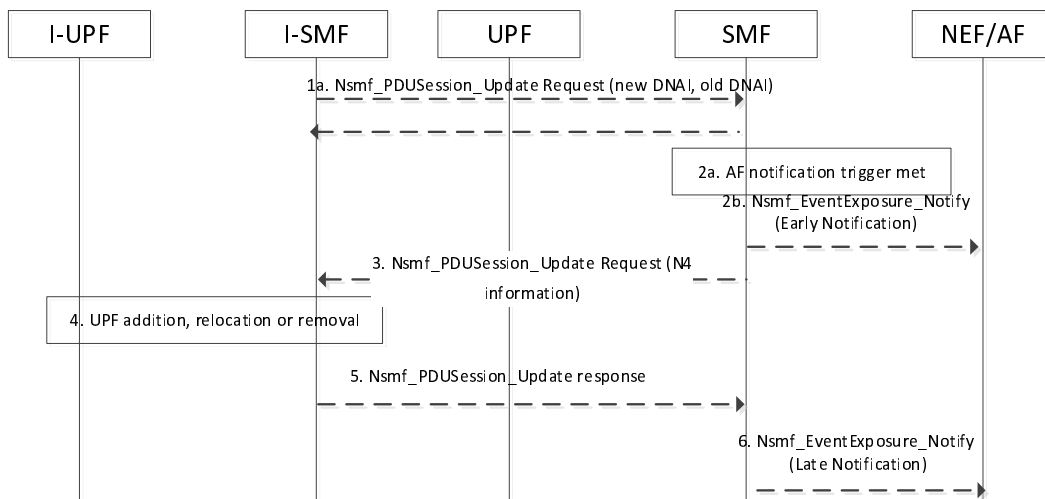 I-UPF
I-SMF
UPF
SMF
NEF/AF
1a. Nsmf_PDUSession_Update Request (new DNAI, old DNAI)
2a. AF notification trigger met
2b. Nsmf_EventExposure_Notify
(Early Notification)
3. Nsmf_PDUSession_Update Request (N4
information)
4. UPF addition, relocation or removal
5. Nsmf_PDUSession_Update response
6. Nsmf_EventExposure_Notify
(Late Notification)